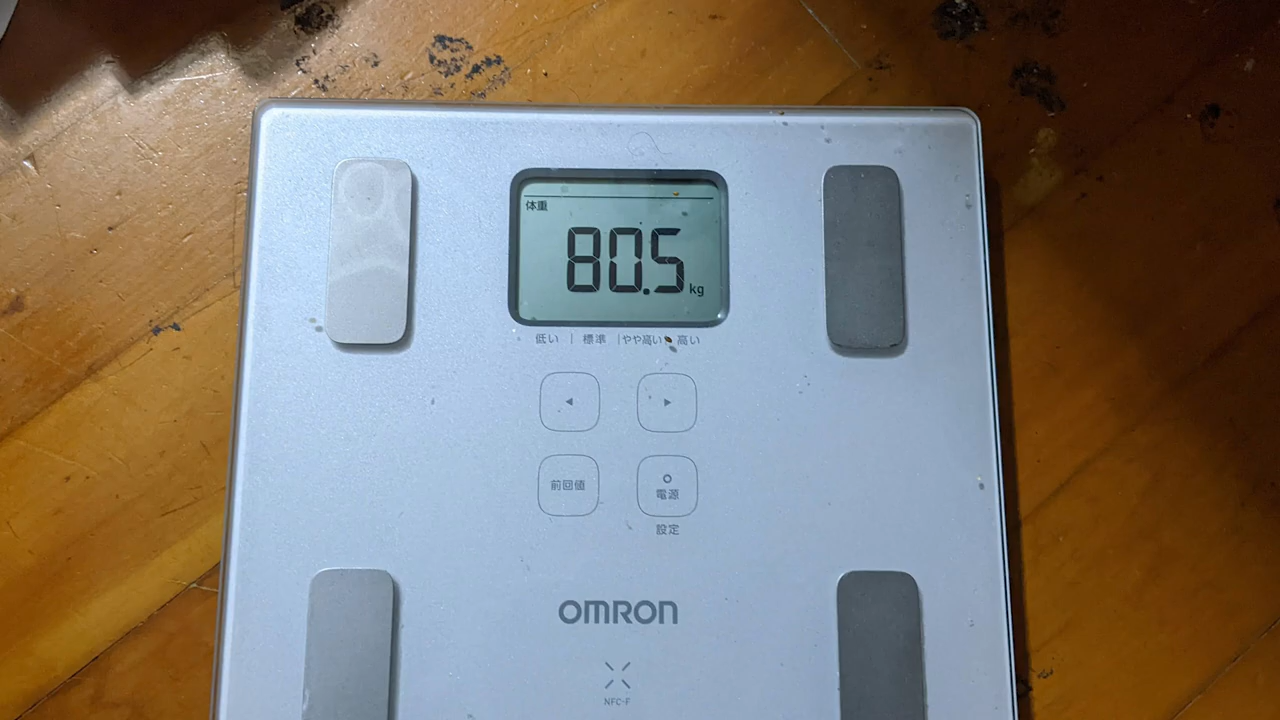 体重
80.5 kg
低い | 標準 | やや高い 高い
◀ ▶
前回値 電源
設定
OMRON
NFC-F